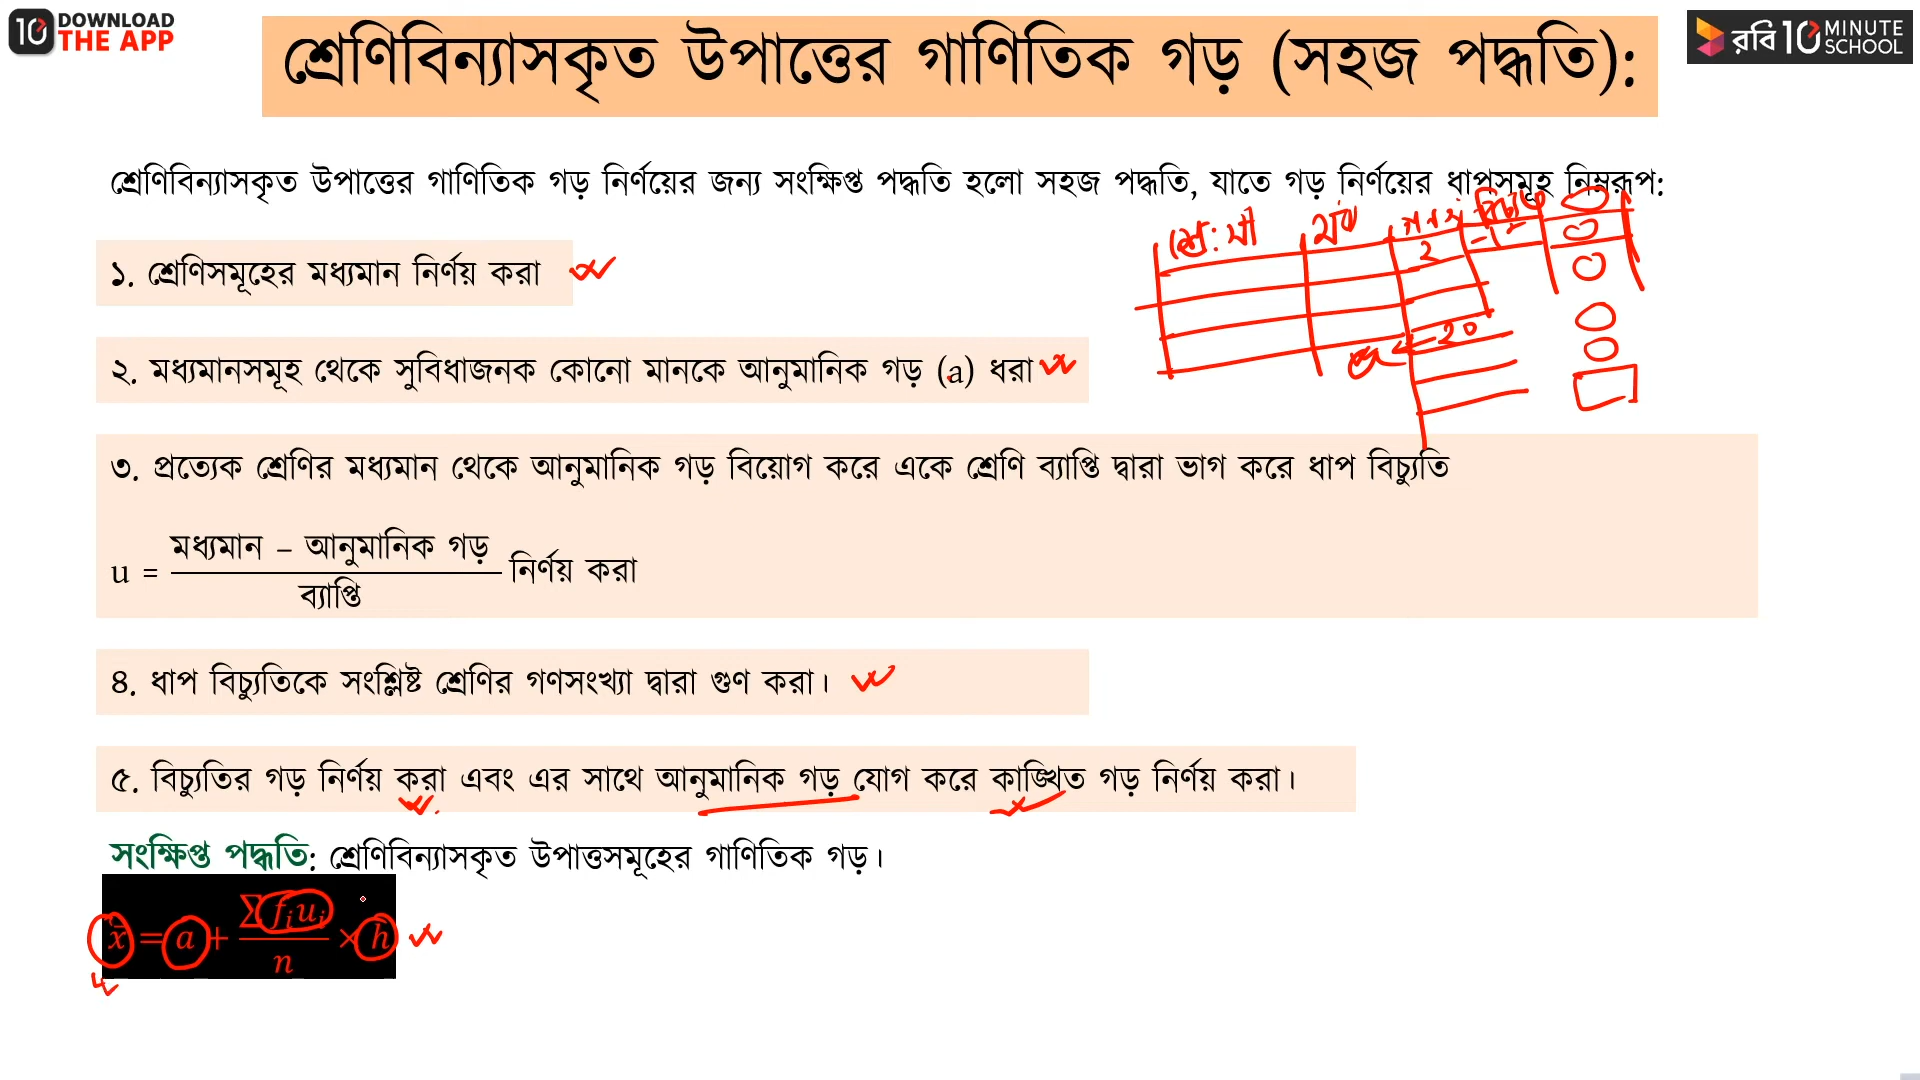 DOWNLOAD
THE APP
রবি 10 MINUTE SCHOOL
শ্রেণিবিন্যাসকৃত উপাত্তের গাণিতিক গড় (সহজ পদ্ধতি):
শ্রেণিবিন্যাসকৃত উপাত্তের গাণিতিক গড় নির্ণয়ের জন্য সংক্ষিপ্ত পদ্ধতি হলো সহজ পদ্ধতি, যাতে গড় নির্ণয়ের ধাপসমূহ নিম্নরূপ:
১. শ্রেণিসমূহের মধ্যমান নির্ণয় করা
২. মধ্যমানসমূহ থেকে সুবিধাজনক কোনো মানকে আনুমানিক গড় (a) ধরা
৩. প্রত্যেক শ্রেণির মধ্যমান থেকে আনুমানিক গড় বিয়োগ করে একে শ্রেণি ব্যাপ্তি দ্বারা ভাগ করে ধাপ বিচ্যুতি
u = মধ্যমান – আনুমানিক গড় / ব্যাপ্তি নির্ণয় করা
৪. ধাপ বিচ্যুতিকে সংশ্লিষ্ট শ্রেণির গণসংখ্যা দ্বারা গুণ করা।
৫. বিচ্যুতির গড় নির্ণয় করা এবং এর সাথে আনুমানিক গড় যোগ করে কাঙ্খিত গড় নির্ণয় করা।
সংক্ষিপ্ত পদ্ধতি: শ্রেণিবিন্যাসকৃত উপাত্তসমূহের গাণিতিক গড়।
x̄ = a + ∑fᵢuᵢ / n × h